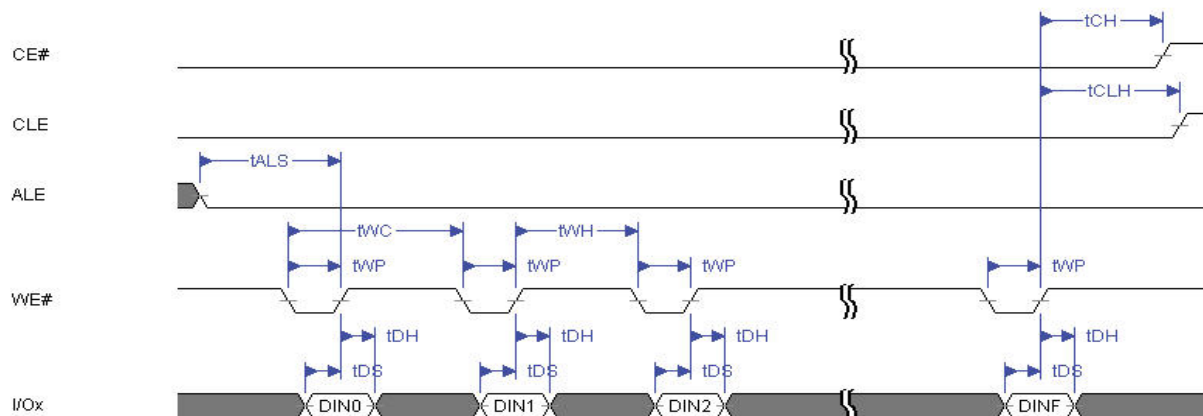 tCH
CE#
tCLH
CLE
tALS
ALE
tWC tWH
tWP tWP tWP tWP
WE#
tDH tDH tDH tDH
tDS tDS tDS tDS
I/Ox DIN0 DIN1 DIN2 DINF